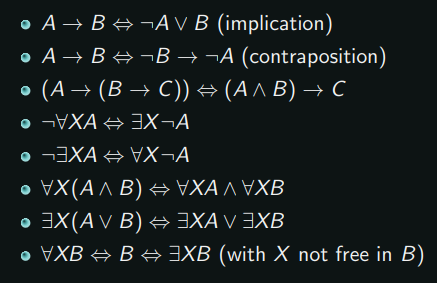 A → B ⇔ ¬A ∨ B (implication)
A → B ⇔ ¬B → ¬A (contraposition)
(A → (B → C)) ⇔ (A ∧ B) → C
¬∀XA ⇔ ∃X¬A
¬∃XA ⇔ ∀X¬A
∀X(A ∧ B) ⇔ ∀XA ∧ ∀XB
∃X(A ∨ B) ⇔ ∃XA ∨ ∃XB
∀XB ⇔ B ⇔ ∃XB (with X not free in B)